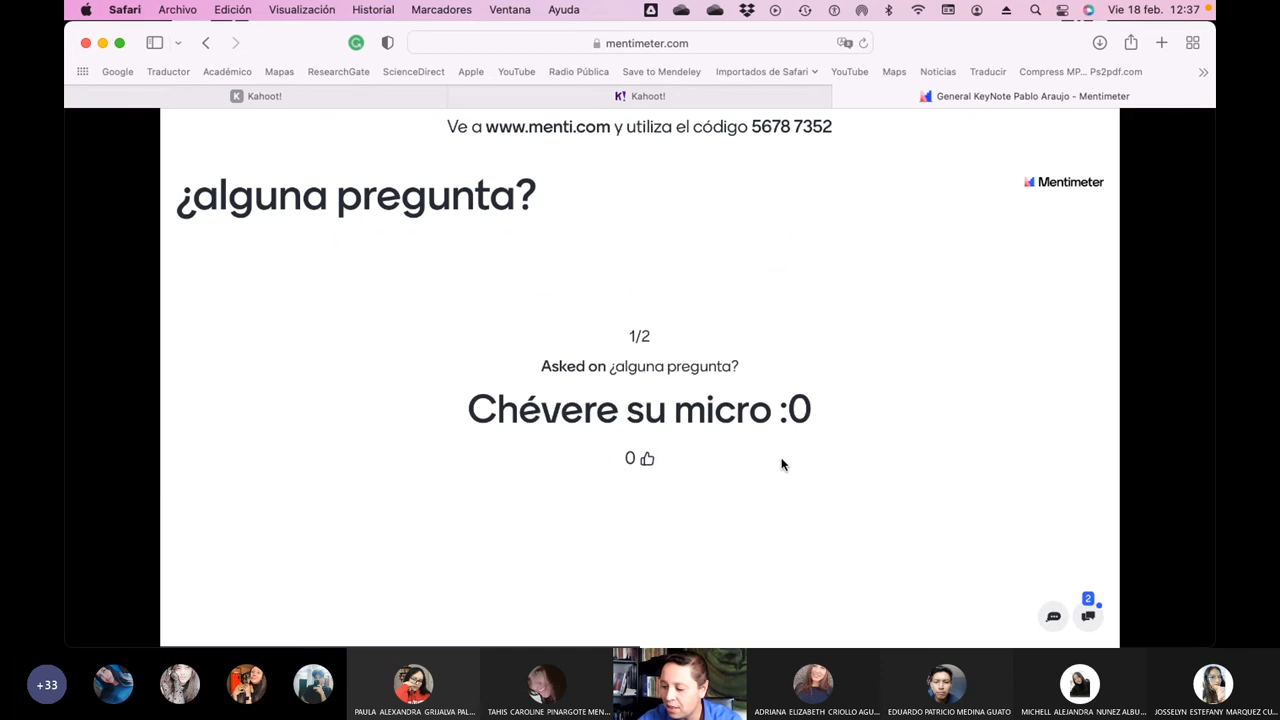 Safari Archivo Edición Visualización Historial Marcadores Ventana Ayuda Vie 18 feb. 12:37
mentimeter.com
Google Traductor Académico Mapas ResearchGate ScienceDirect Apple YouTube Radio Pública Save to Mendeley Importados de Safari YouTube Maps Noticias Traducir Compress MP... Ps2pdf.com
K Kahoot!
K! Kahoot!
General KeyNote Pablo Araujo - Mentimeter
Ve a www.menti.com y utiliza el código 5678 7352
¿alguna pregunta?
Mentimeter
1/2
Asked on ¿alguna pregunta?
Chévere su micro :0
0
2
+33
PAULA ALEXANDRA GRIJALVA PAL...
TAHIS CAROLINE PINARGOTE MEN...
ADRIANA ELIZABETH CRIOLLO AGU...
EDUARDO PATRICIO MEDINA GUATO
MICHELL ALEJANDRA NUNEZ ALBU...
JOSSELYN ESTEFANY MARQUEZ CU...